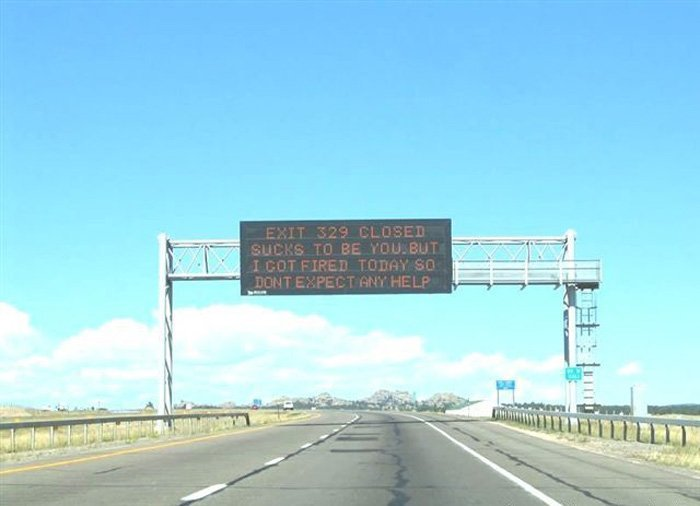 EXIT 329 CLOSED
SUCKS TO BE YOU.BUT
I GOT FIRED TODAY SO
DONT EXPECT ANY HELP